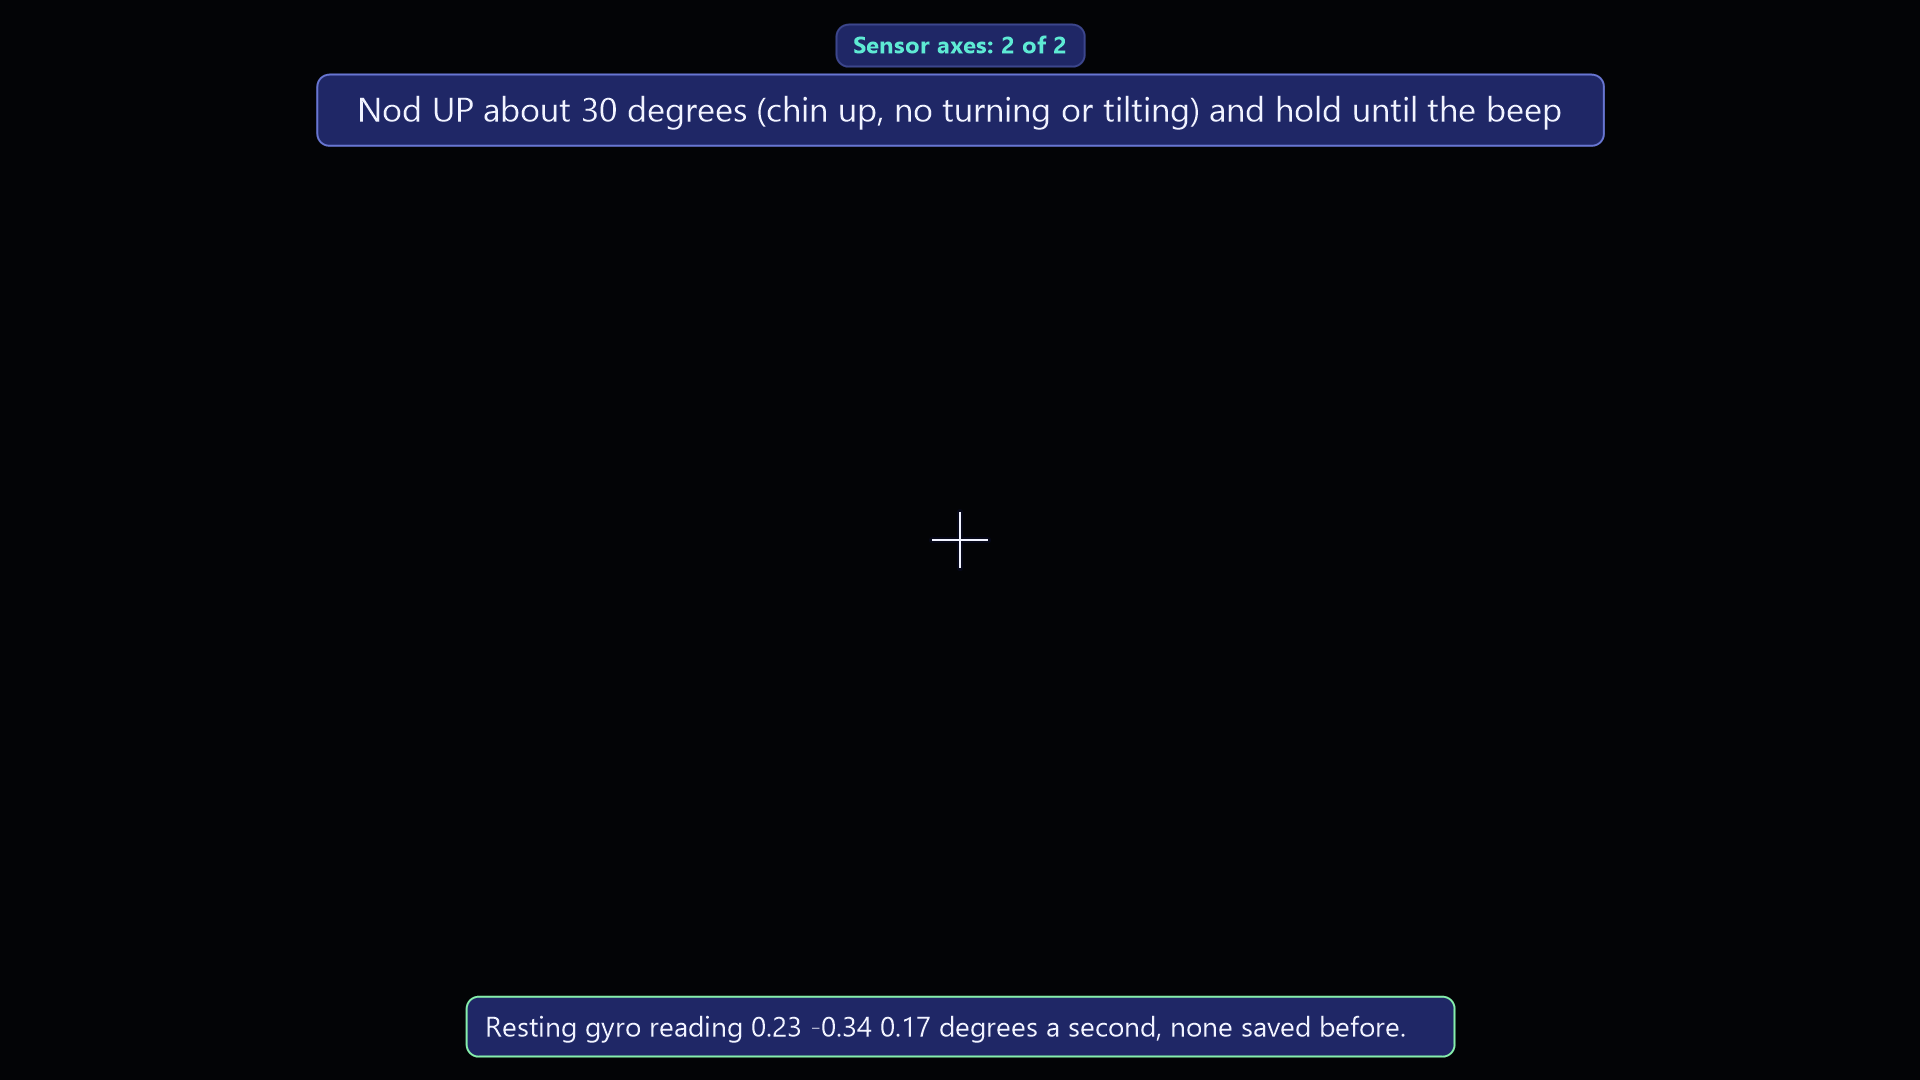 Sensor axes: 2 of 2
Nod UP about 30 degrees (chin up, no turning or tilting) and hold until the beep
Resting gyro reading 0.23 -0.34 0.17 degrees a second, none saved before.